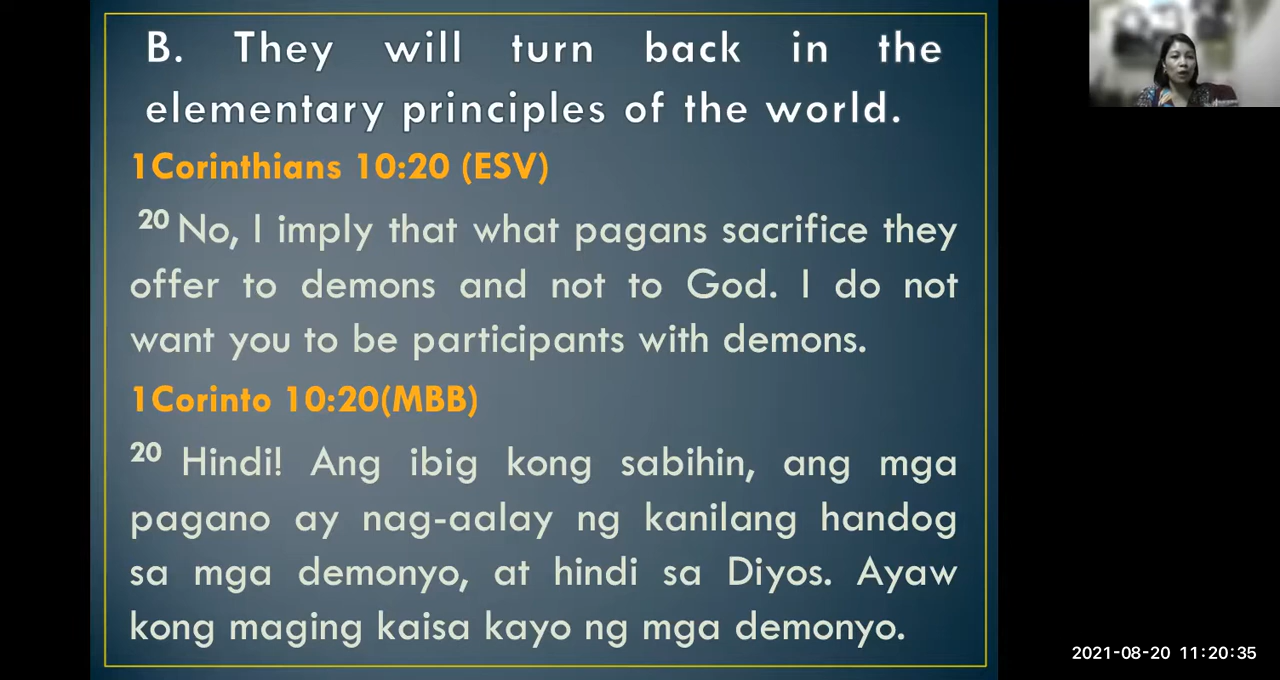 B. They will turn back in the
elementary principles of the world.
1Corinthians 10:20 (ESV)
20 No, I imply that what pagans sacrifice they
offer to demons and not to God. I do not
want you to be participants with demons.
1Corinto 10:20(MBB)
20 Hindi! Ang ibig kong sabihin, ang mga
pagano ay nag-aalay ng kanilang handog
sa mga demonyo, at hindi sa Diyos. Ayaw
kong maging kaisa kayo ng mga demonyo.
2021-08-20 11:20:35